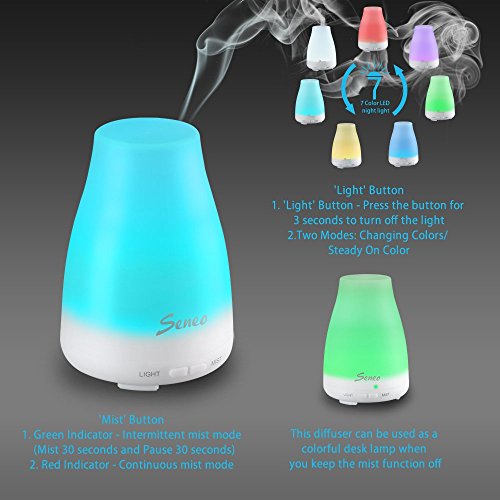 7
7 Color LED
night light
'Light' Button
1. 'Light' Button - Press the button for
3 seconds to turn off the light
2.Two Modes: Changing Colors/
Steady On Color
Seneo
LIGHT MIST
'Mist' Button
1. Green Indicator - Intermittent mist mode
(Mist 30 seconds and Pause 30 seconds)
2. Red Indicator - Continuous mist mode
Seneo
LIGHT MIST
This diffuser can be used as a
colorful desk lamp when
you keep the mist function off